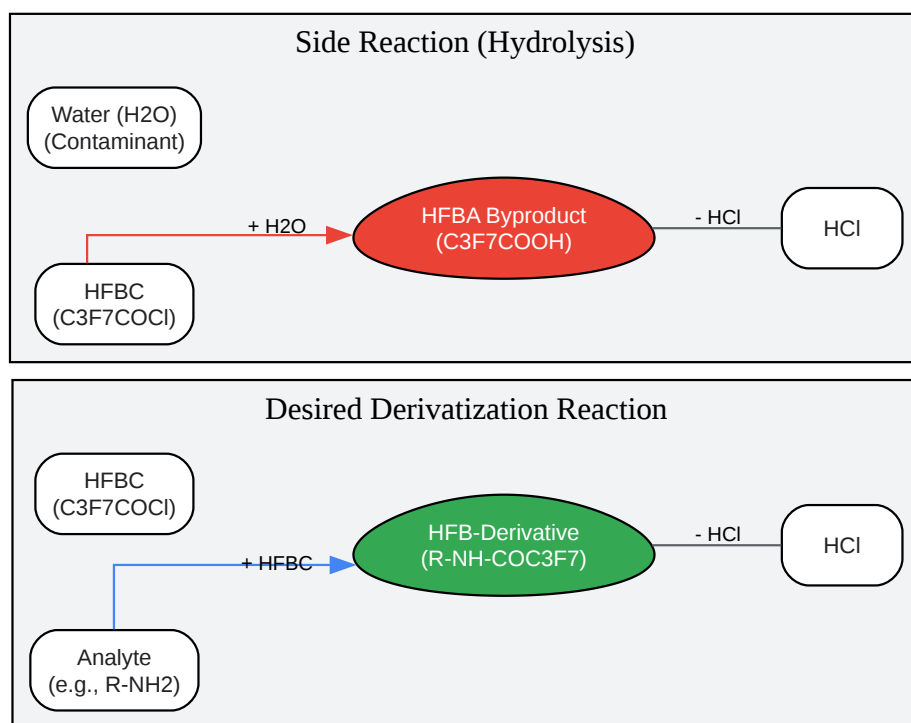 Side Reaction (Hydrolysis)
Water (H2O)
(Contaminant)
+ H2O
HFBA Byproduct
(C3F7COOH)
- HCl
HCl
HFBC
(C3F7COCl)
Desired Derivatization Reaction
HFBC
(C3F7COCl)
+ HFBC
HFB-Derivative
(R-NH-COC3F7)
- HCl
HCl
Analyte
(e.g., R-NH2)